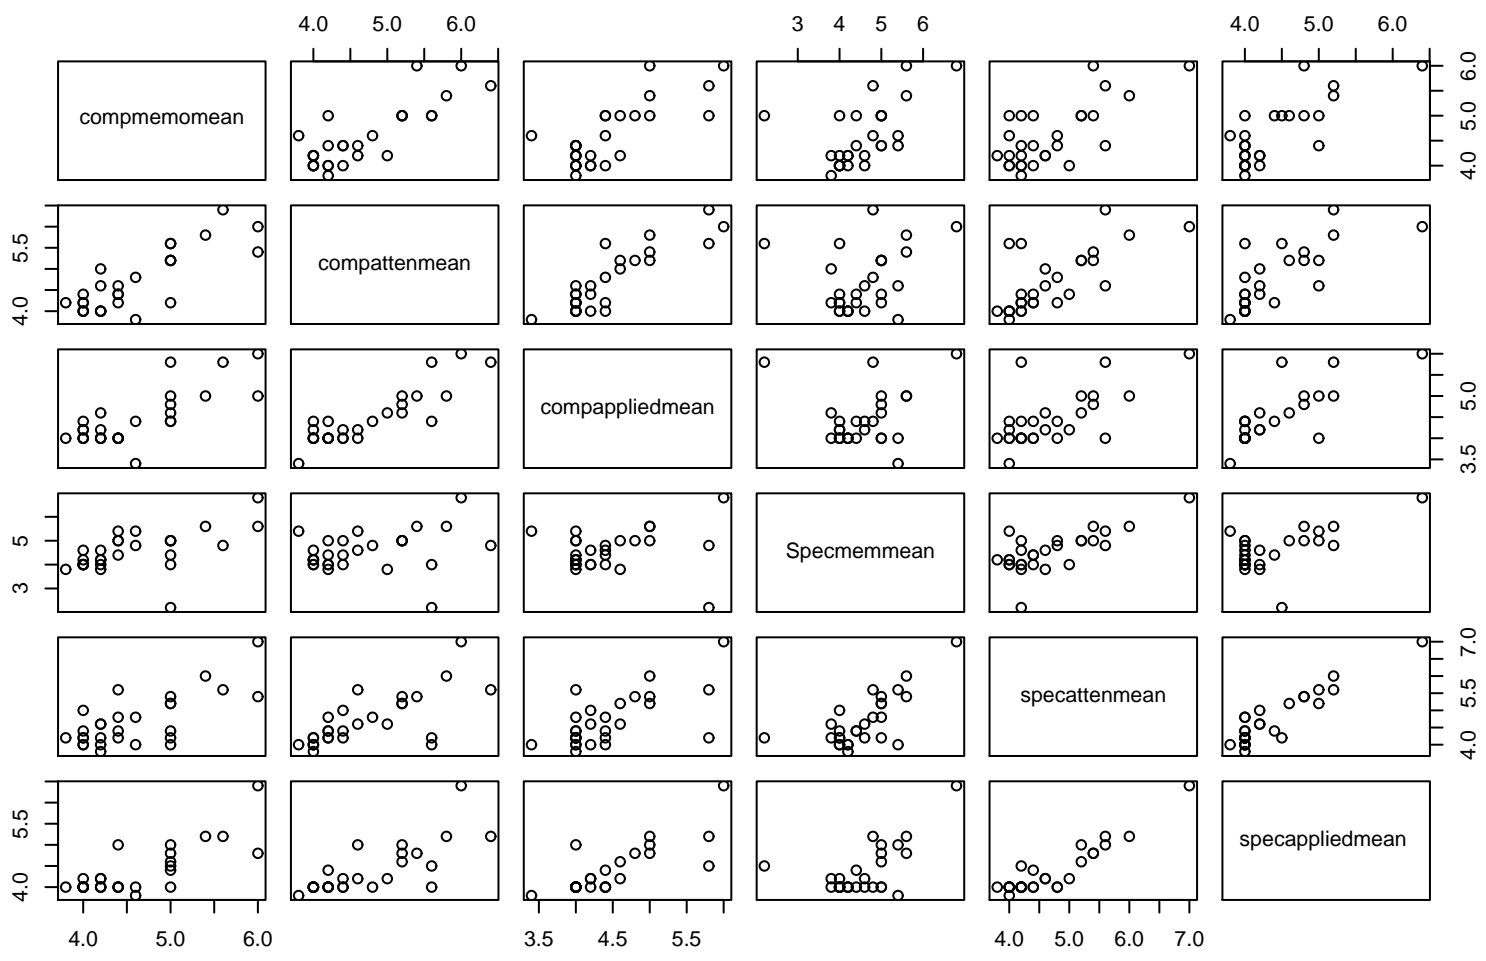 4.0 5.0 6.0 3 4 5 6 4.0 5.0 6.0
compmemomean 4.0 5.0 6.0
4.0 5.5 compattenmean
compappliedmean 3.5 5.0
3 5 Specmemmean
specattenmean 4.0 5.5 7.0
4.0 5.5 specappliedmean
4.0 5.0 6.0 3.5 4.5 5.5 4.0 5.0 6.0 7.0